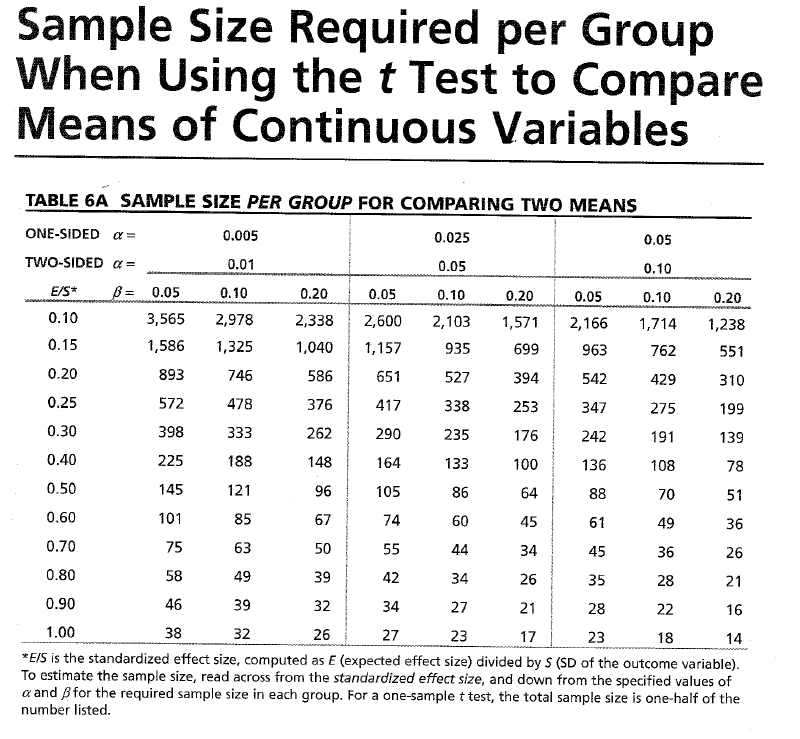 Sample Size Required per Group
When Using the t Test to Compare
Means of Continuous Variables
TABLE 6A SAMPLE SIZE PER GROUP FOR COMPARING TWO MEANS
ONE-SIDED α = 0.005 0.025 0.05
TWO-SIDED α = 0.01 0.05 0.10
E/S* β = 0.05 0.10 0.20 0.05 0.10 0.20 0.05 0.10 0.20
0.10 3,565 2,978 2,338 2,600 2,103 1,571 2,166 1,714 1,238
0.15 1,586 1,325 1,040 1,157 935 699 963 762 551
0.20 893 746 586 651 527 394 542 429 310
0.25 572 478 376 417 338 253 347 275 199
0.30 398 333 262 290 235 176 242 191 139
0.40 225 188 148 164 133 100 136 108 78
0.50 145 121 96 105 86 64 88 70 51
0.60 101 85 67 74 60 45 61 49 36
0.70 75 63 50 55 44 34 45 36 26
0.80 58 49 39 42 34 26 35 28 21
0.90 46 39 32 34 27 21 28 22 16
1.00 38 32 26 27 23 17 23 18 14
*E/S is the standardized effect size, computed as E (expected effect size) divided by S (SD of the outcome variable).
To estimate the sample size, read across from the standardized effect size, and down from the specified values of
α and β for the required sample size in each group. For a one-sample t test, the total sample size is one-half of the
number listed.